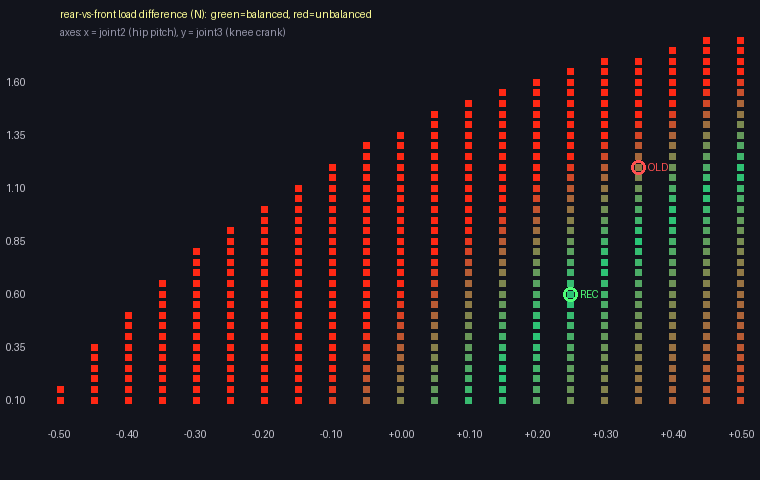 rear-vs-front load difference (N): green=balanced, red=unbalanced
axes: x = joint2 (hip pitch), y = joint3 (knee crank)
1.60
1.35
1.10
OLD
0.85
0.60
REC
0.35
0.10
-0.50 -0.40 -0.30 -0.20 -0.10 +0.00 +0.10 +0.20 +0.30 +0.40 +0.50